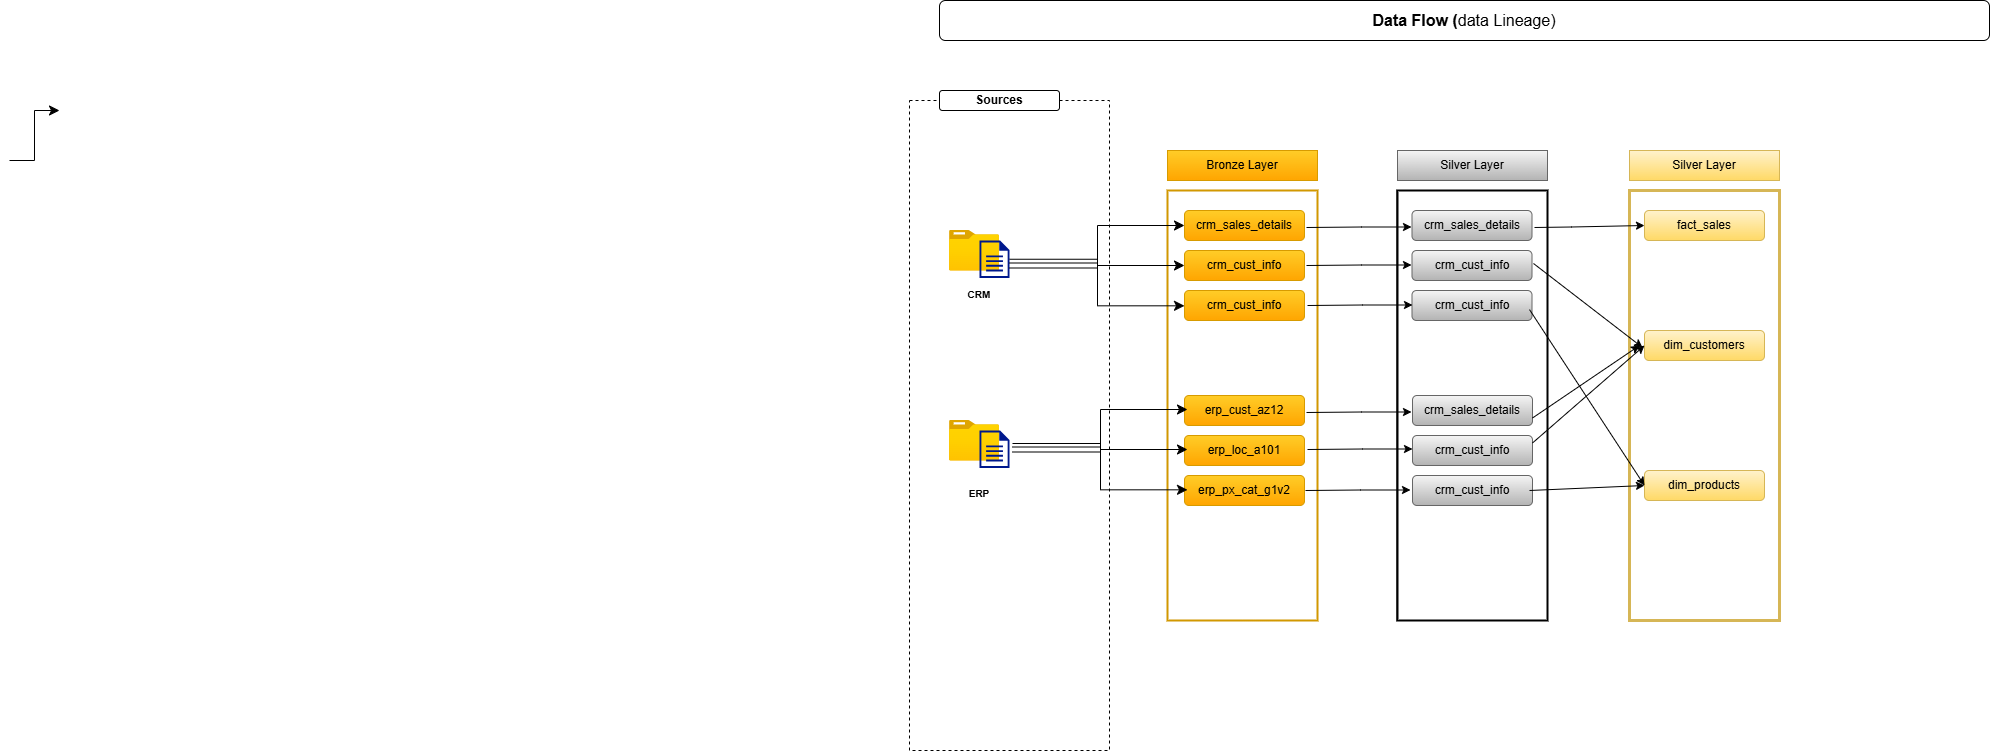 Data Flow (data Lineage)
Sources
Bronze Layer
Silver Layer
Silver Layer
crm_sales_details
crm_sales_details
fact_sales
crm_cust_info
crm_cust_info
CRM
crm_cust_info
crm_cust_info
dim_customers
erp_cust_az12
crm_sales_details
erp_loc_a101
crm_cust_info
ERP
erp_px_cat_g1v2
crm_cust_info
dim_products